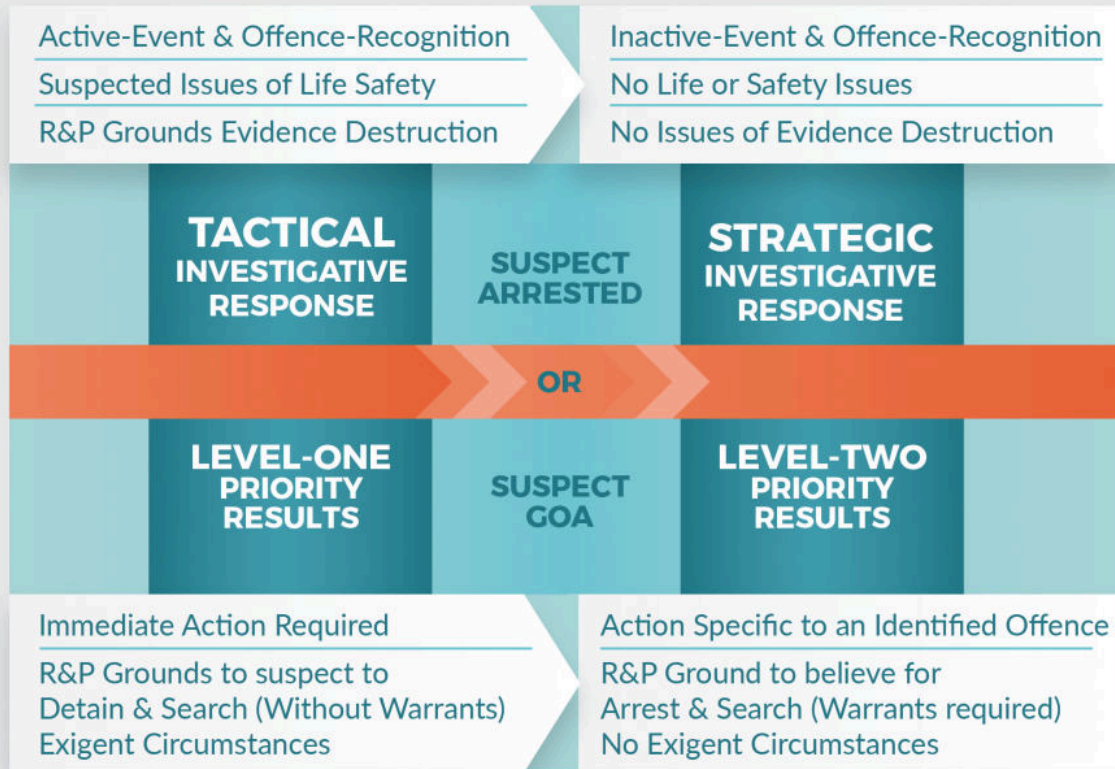 Active-Event & Offence-Recognition
Suspected Issues of Life Safety
R&P Grounds Evidence Destruction
Inactive-Event & Offence-Recognition
No Life or Safety Issues
No Issues of Evidence Destruction
TACTICAL
INVESTIGATIVE
RESPONSE
SUSPECT
ARRESTED
STRATEGIC
INVESTIGATIVE
RESPONSE
OR
LEVEL-ONE
PRIORITY
RESULTS
SUSPECT
GOA
LEVEL-TWO
PRIORITY
RESULTS
Immediate Action Required
R&P Grounds to suspect to
Detain & Search (Without Warrants)
Exigent Circumstances
Action Specific to an Identified Offence
R&P Ground to believe for
Arrest & Search (Warrants required)
No Exigent Circumstances